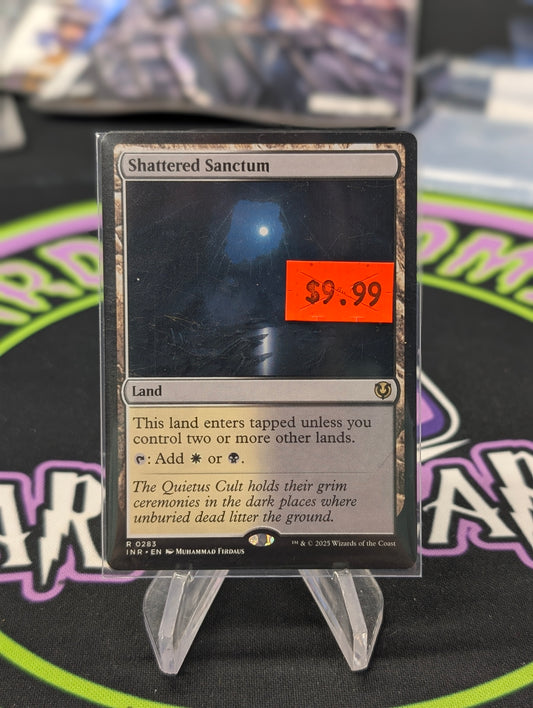 Shattered Sanctum
$9.99
Land
This land enters tapped unless you
control two or more other lands.
: Add or .
The Quietus Cult holds their grim
ceremonies in the dark places where
unburied dead litter the ground.
R 0283
INR • EN Muhammad Firdaus
™ & © 2025 Wizards of the Coast